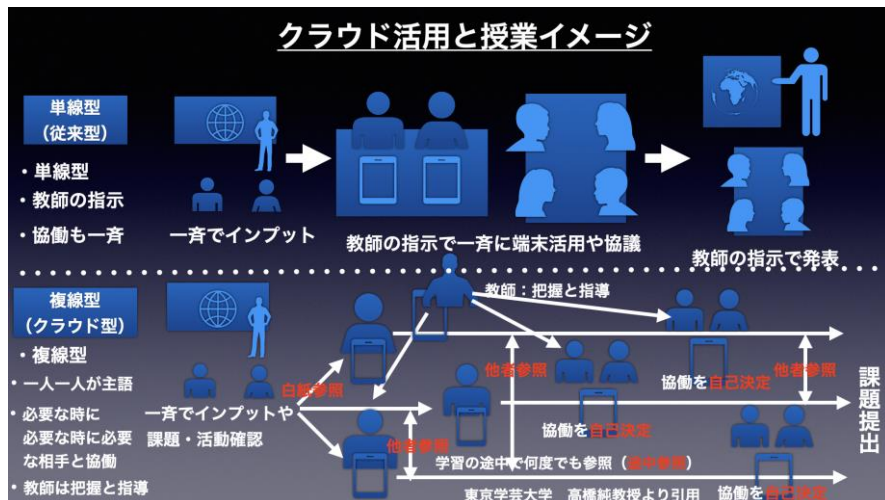 クラウド活用と授業イメージ
単線型
（従来型）
・単線型
・教師の指示
・協働も一斉
一斉でインプット
教師の指示で一斉に端末活用や協議
教師の指示で発表
複線型
（クラウド型）
・複線型
・一人一人が主語
・必要な時に
必要な時に必要
な相手と協働
・教師は把握と指導
一斉でインプットや
課題・活動確認
白紙参照
他者参照
教師：把握と指導
他者参照
協働を自己決定
協働を自己決定
他者参照
学習の途中で何度でも参照（途中参照）
東京学芸大学　高橋純教授より引用
協働を自己決定
課題提出